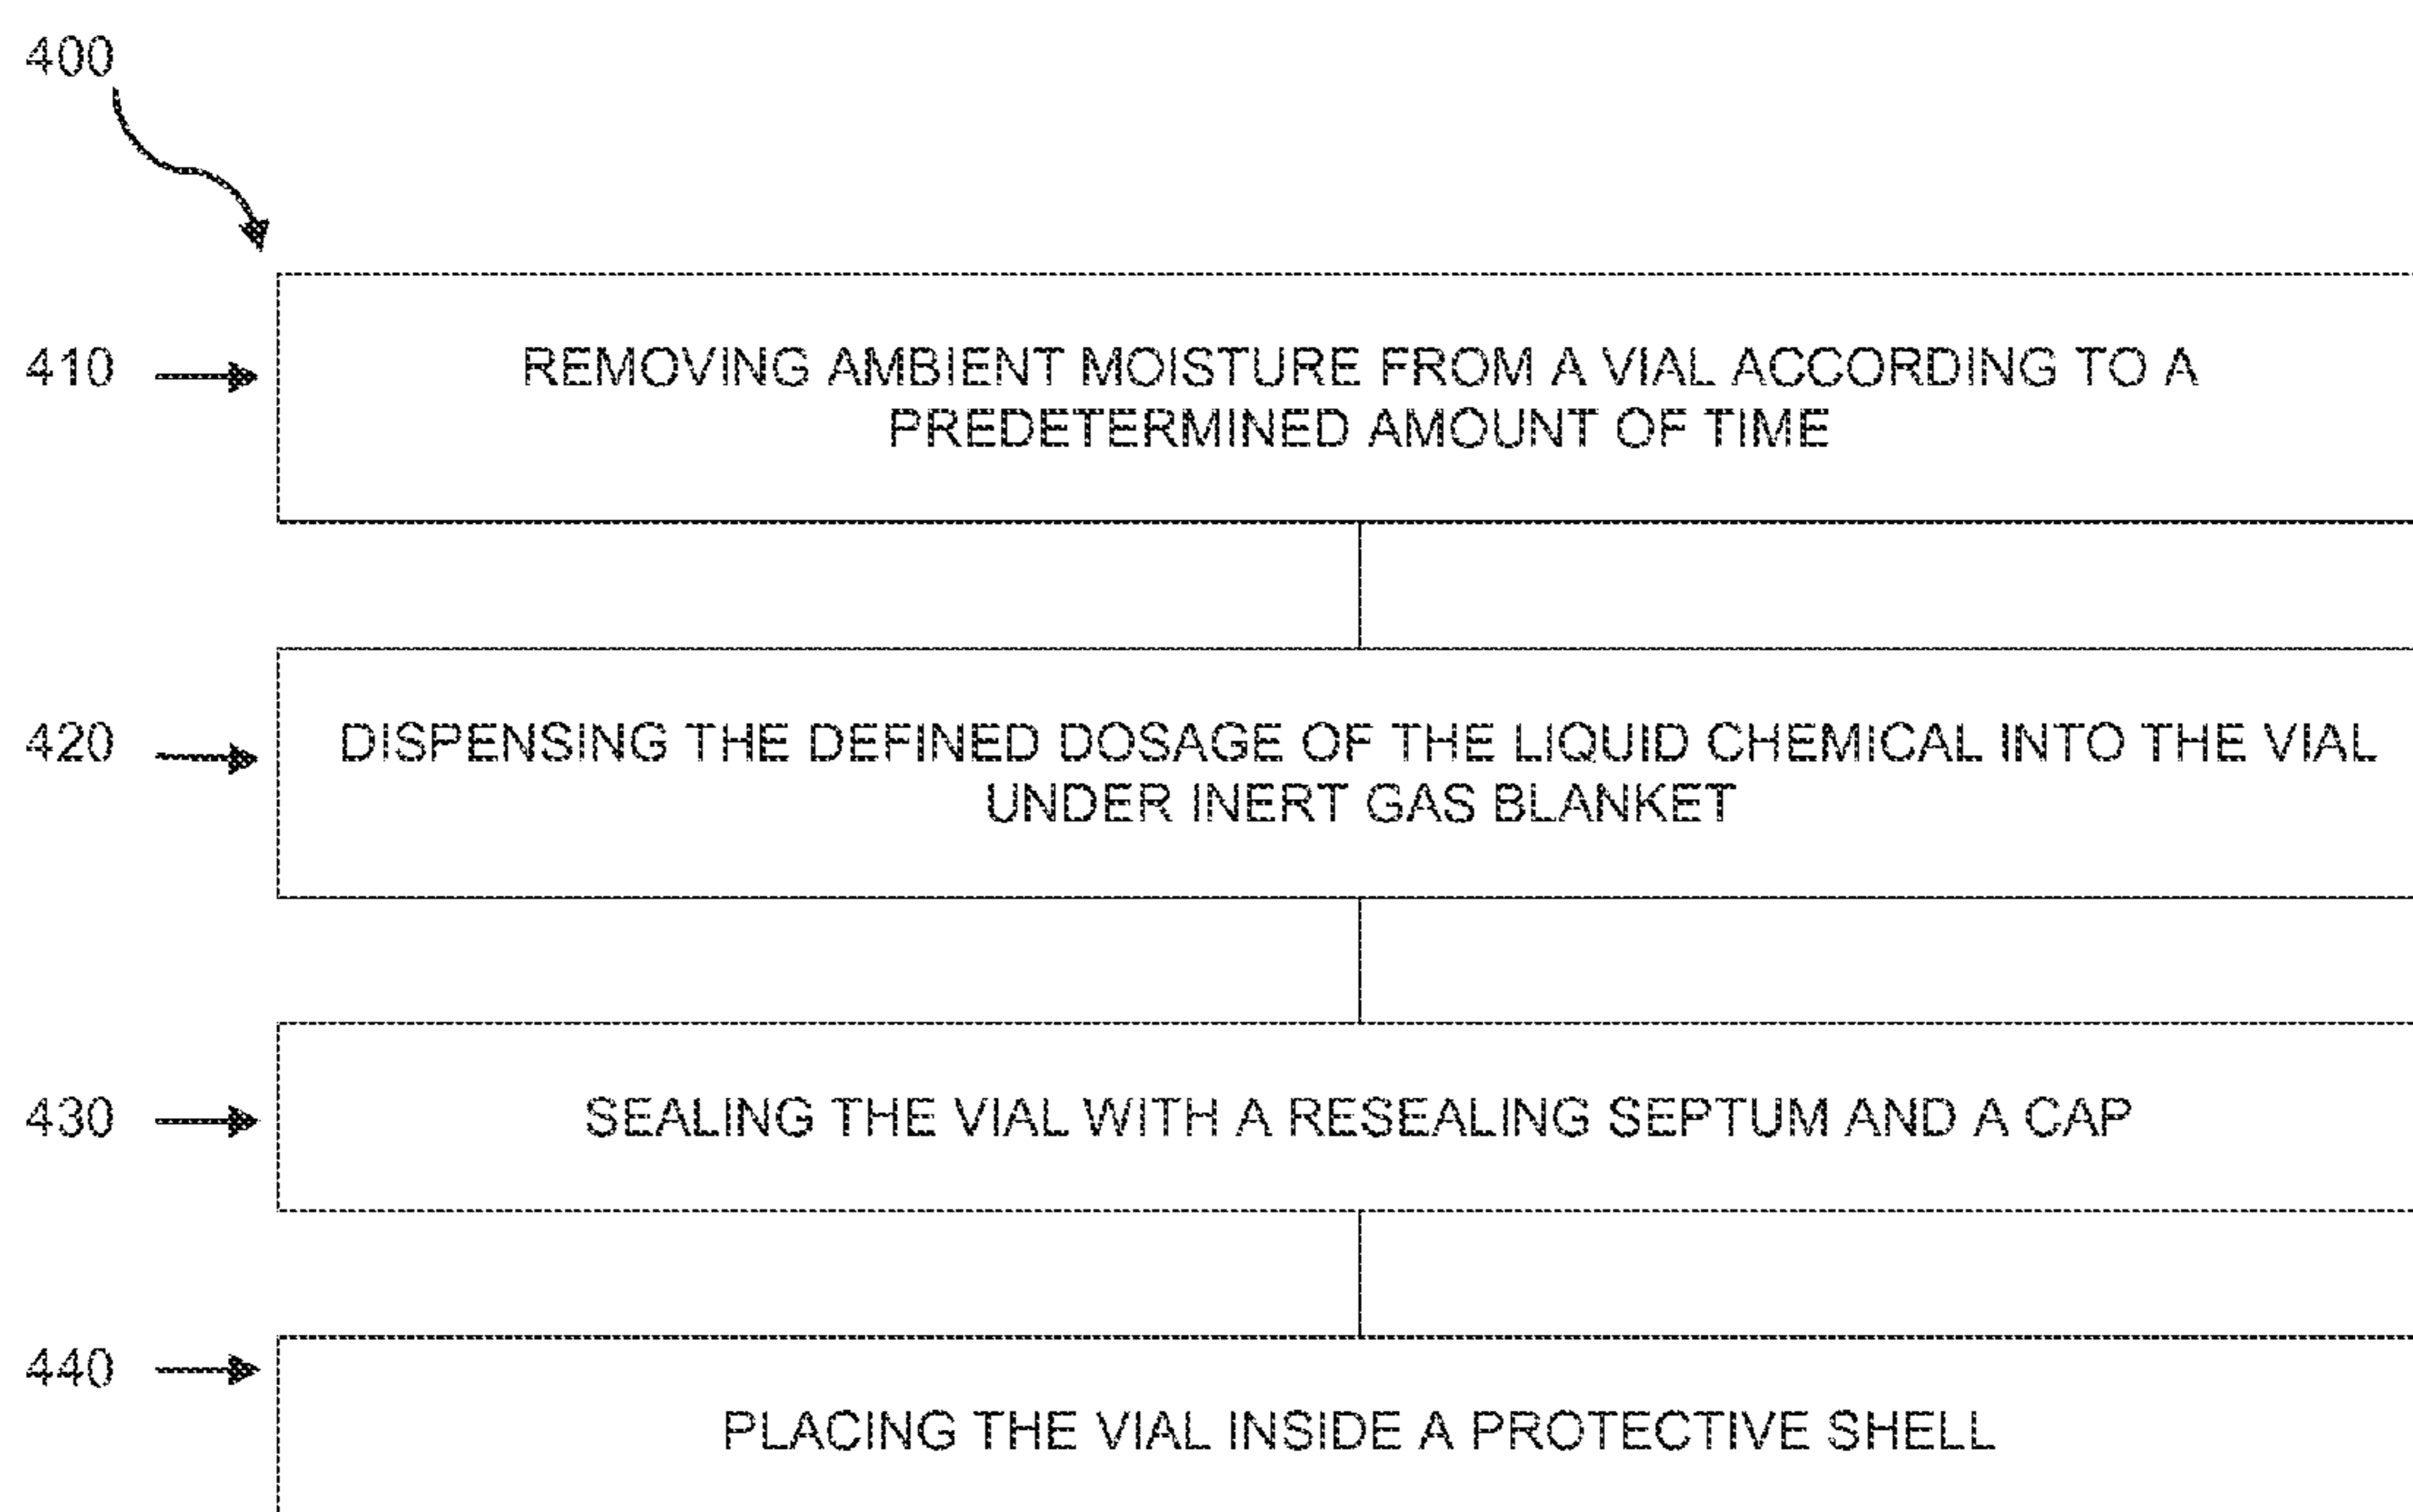 400
410
REMOVING AMBIENT MOISTURE FROM A VIAL ACCORDING TO A
PREDETERMINED AMOUNT OF TIME
420
DISPENSING THE DEFINED DOSAGE OF THE LIQUID CHEMICAL INTO THE VIAL
UNDER INERT GAS BLANKET
430
SEALING THE VIAL WITH A RESEALING SEPTUM AND A CAP
440
PLACING THE VIAL INSIDE A PROTECTIVE SHELL